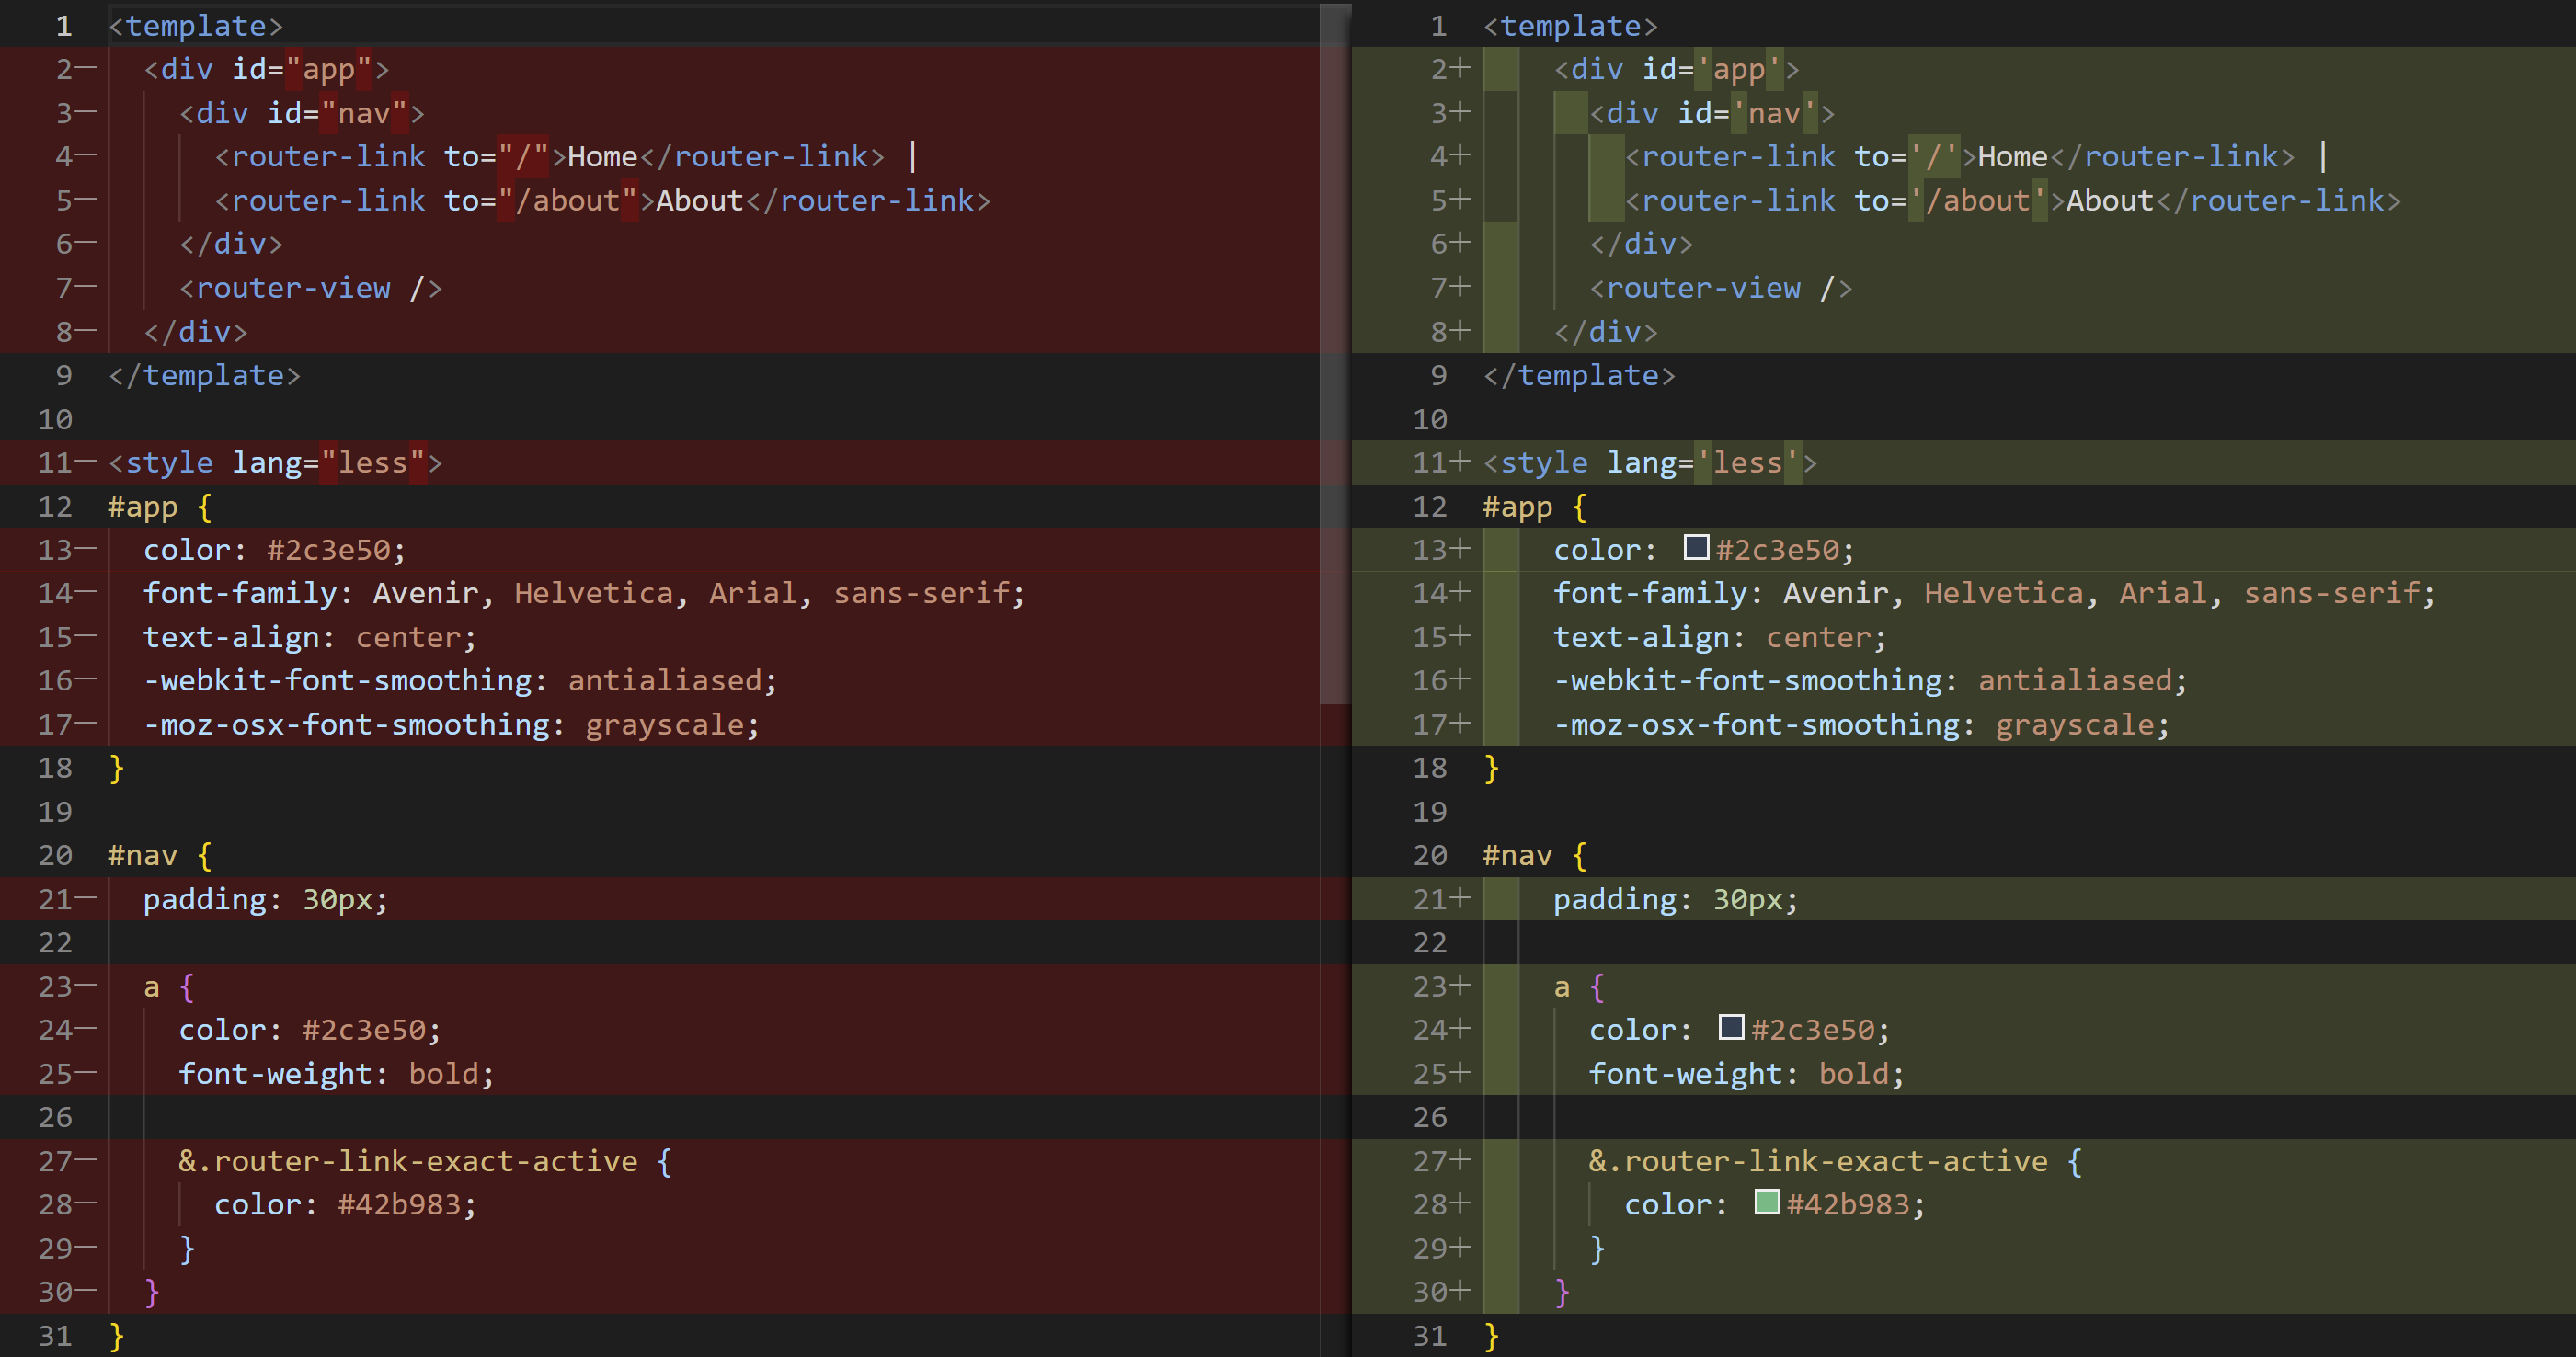 1 <template>
2— <div id="app">
3— <div id="nav">
4— <router-link to="/">Home</router-link> |
5— <router-link to="/about">About</router-link>
6— </div>
7— <router-view />
8— </div>
9 </template>
10
11— <style lang="less">
12 #app {
13— color: #2c3e50;
14— font-family: Avenir, Helvetica, Arial, sans-serif;
15— text-align: center;
16— -webkit-font-smoothing: antialiased;
17— -moz-osx-font-smoothing: grayscale;
18 }
19
20 #nav {
21— padding: 30px;
22
23— a {
24— color: #2c3e50;
25— font-weight: bold;
26
27— &.router-link-exact-active {
28— color: #42b983;
29— }
30— }
31 }
1 <template>
2+ <div id='app'>
3+ <div id='nav'>
4+ <router-link to='/'>Home</router-link> |
5+ <router-link to='/about'>About</router-link>
6+ </div>
7+ <router-view />
8+ </div>
9 </template>
10
11+ <style lang='less'>
12 #app {
13+ color: #2c3e50;
14+ font-family: Avenir, Helvetica, Arial, sans-serif;
15+ text-align: center;
16+ -webkit-font-smoothing: antialiased;
17+ -moz-osx-font-smoothing: grayscale;
18 }
19
20 #nav {
21+ padding: 30px;
22
23+ a {
24+ color: #2c3e50;
25+ font-weight: bold;
26
27+ &.router-link-exact-active {
28+ color: #42b983;
29+ }
30+ }
31 }